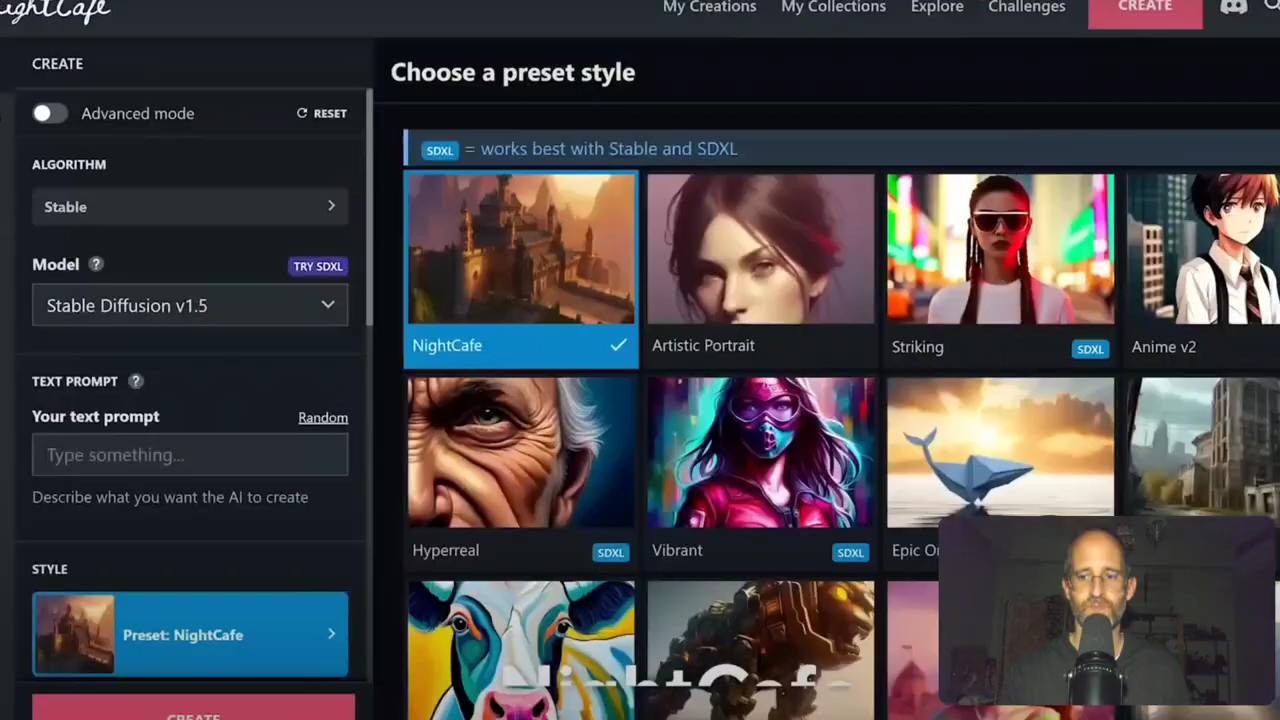 NightCafe
My Creations
My Collections
Explore
Challenges
CREATE
CREATE
Advanced mode
RESET
ALGORITHM
Stable
Model ?
TRY SDXL
Stable Diffusion v1.5
TEXT PROMPT ?
Your text prompt
Random
Type something...
Describe what you want the AI to create
STYLE
Preset: NightCafe
CREATE
Choose a preset style
SDXL = works best with Stable and SDXL
NightCafe
Artistic Portrait
Striking
SDXL
Anime v2
Hyperreal
SDXL
Vibrant
SDXL
Epic
NightCafe